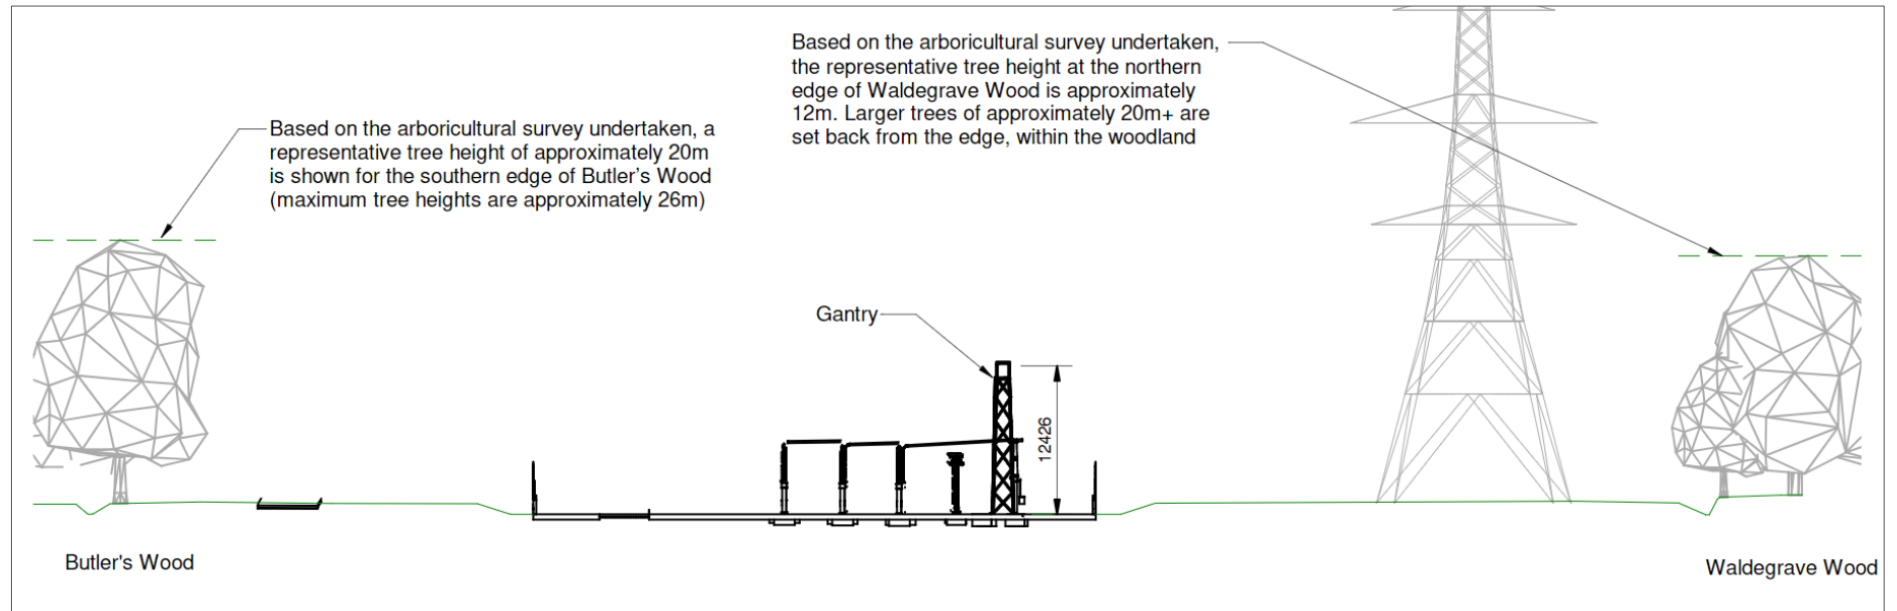 Based on the arboricultural survey undertaken,
the representative tree height at the northern
edge of Waldegrave Wood is approximately
12m. Larger trees of approximately 20m+ are
set back from the edge, within the woodland
Based on the arboricultural survey undertaken, a
representative tree height of approximately 20m
is shown for the southern edge of Butler's Wood
(maximum tree heights are approximately 26m)
Gantry
12426
Butler's Wood
Waldegrave Wood